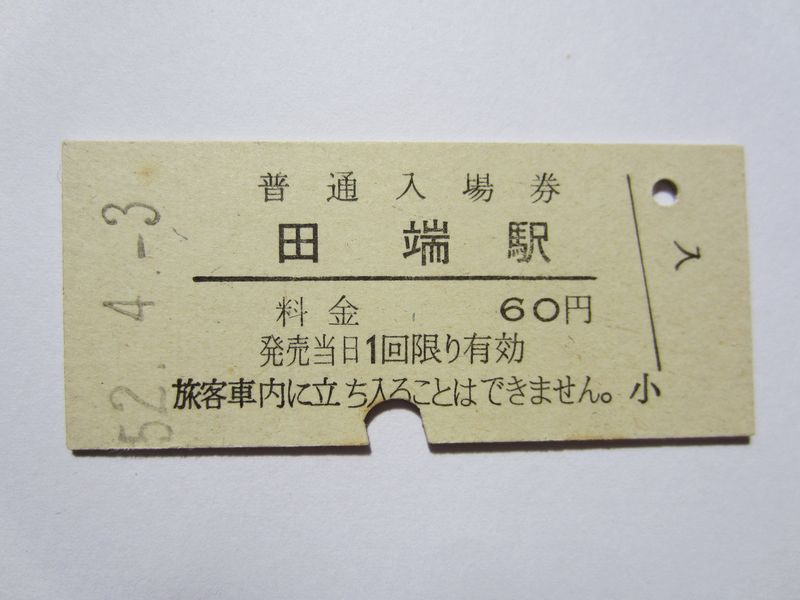 52.4.-3
普通入場券
田端駅
料金 60円
発売当日1回限り有効
旅客車内に立ち入ることはできません。
小
入